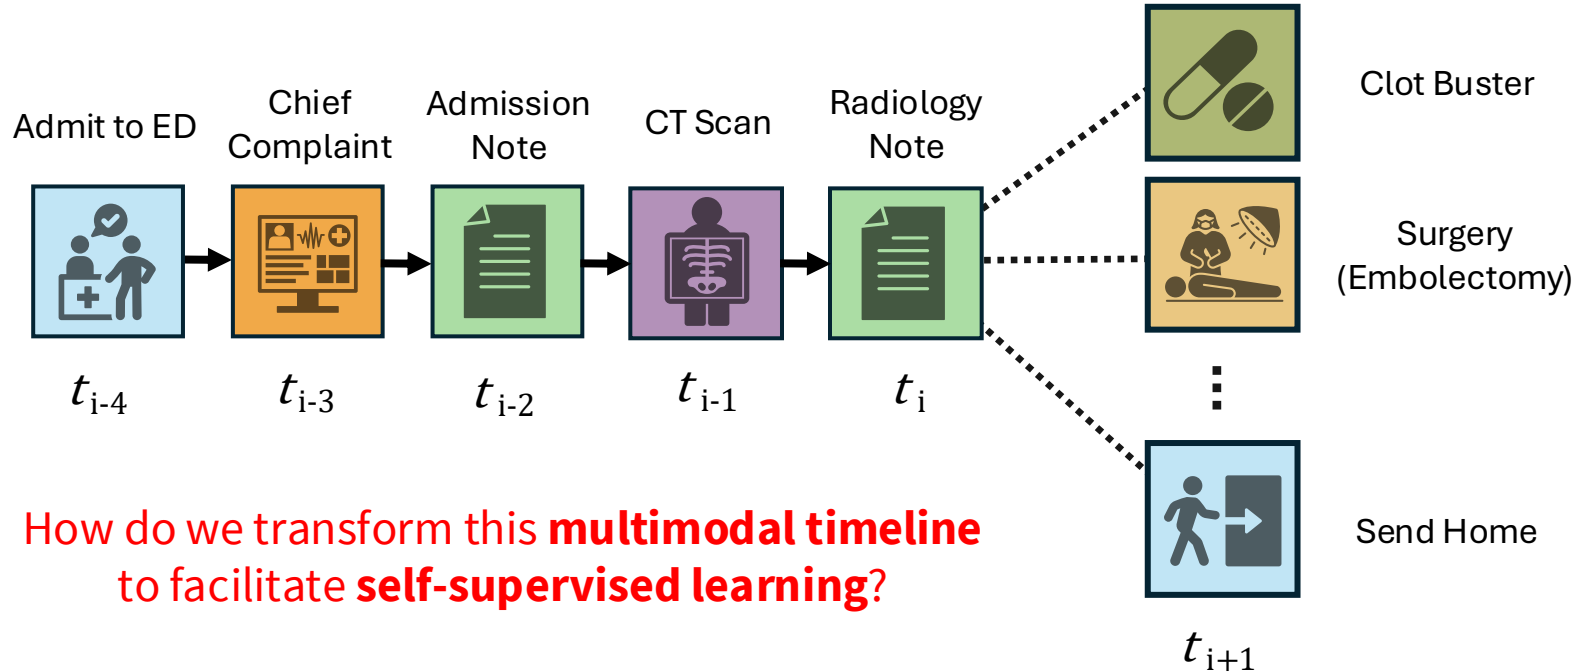 Admit to ED
Chief
Complaint
Admission
Note
CT Scan
Radiology
Note
Clot Buster
Surgery
(Embolectomy)
Send Home
t i-4
t i-3
t i-2
t i-1
t i
t i+1
How do we transform this multimodal timeline
to facilitate self-supervised learning?